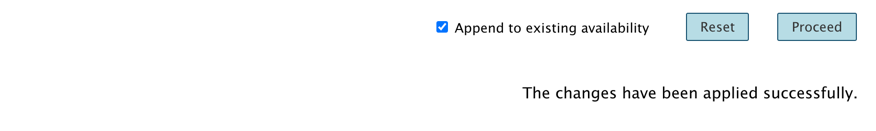 Append to existing availability Reset Proceed
The changes have been applied successfully.